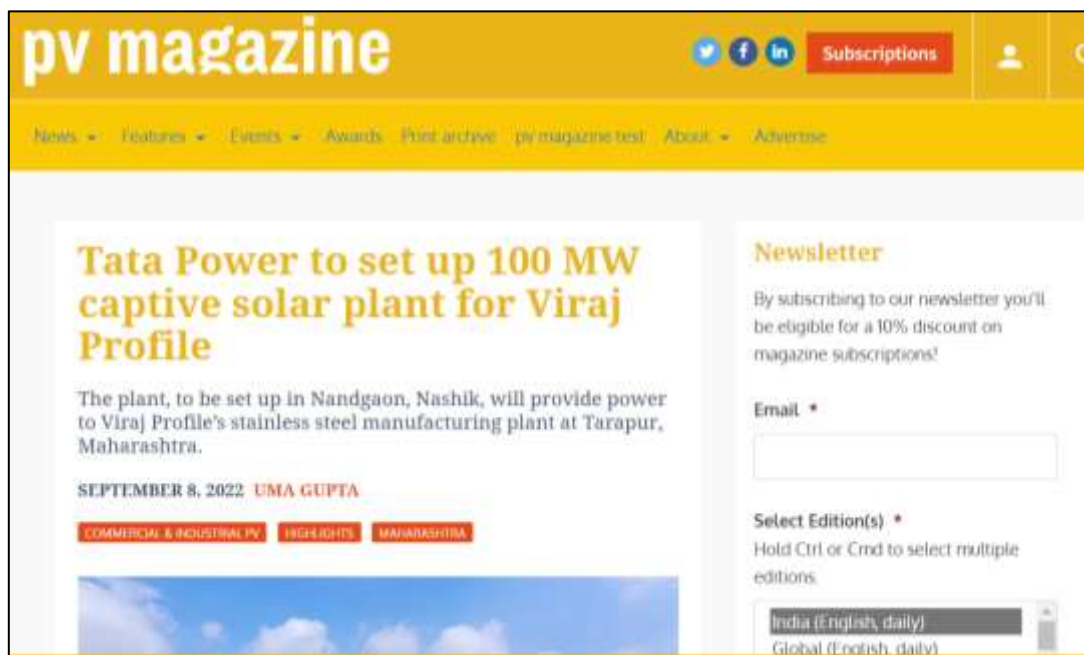 pv magazine
Subscriptions
News Features Events Awards Print archive pv magazine test About Advertise
Tata Power to set up 100 MW
captive solar plant for Viraj
Profile
The plant, to be set up in Nandgaon, Nashik, will provide power
to Viraj Profile's stainless steel manufacturing plant at Tarapur,
Maharashtra.
SEPTEMBER 8, 2022 UMA GUPTA
COMMERCIAL & INDUSTRIAL PV HIGHLIGHTS MAHARASHTRA
Newsletter
By subscribing to our newsletter you'll
be eligible for a 10% discount on
magazine subscriptions!
Email *
Select Edition(s) *
Hold Ctrl or Cmd to select multiple
editions.
India (English, daily)
Global (English, daily)